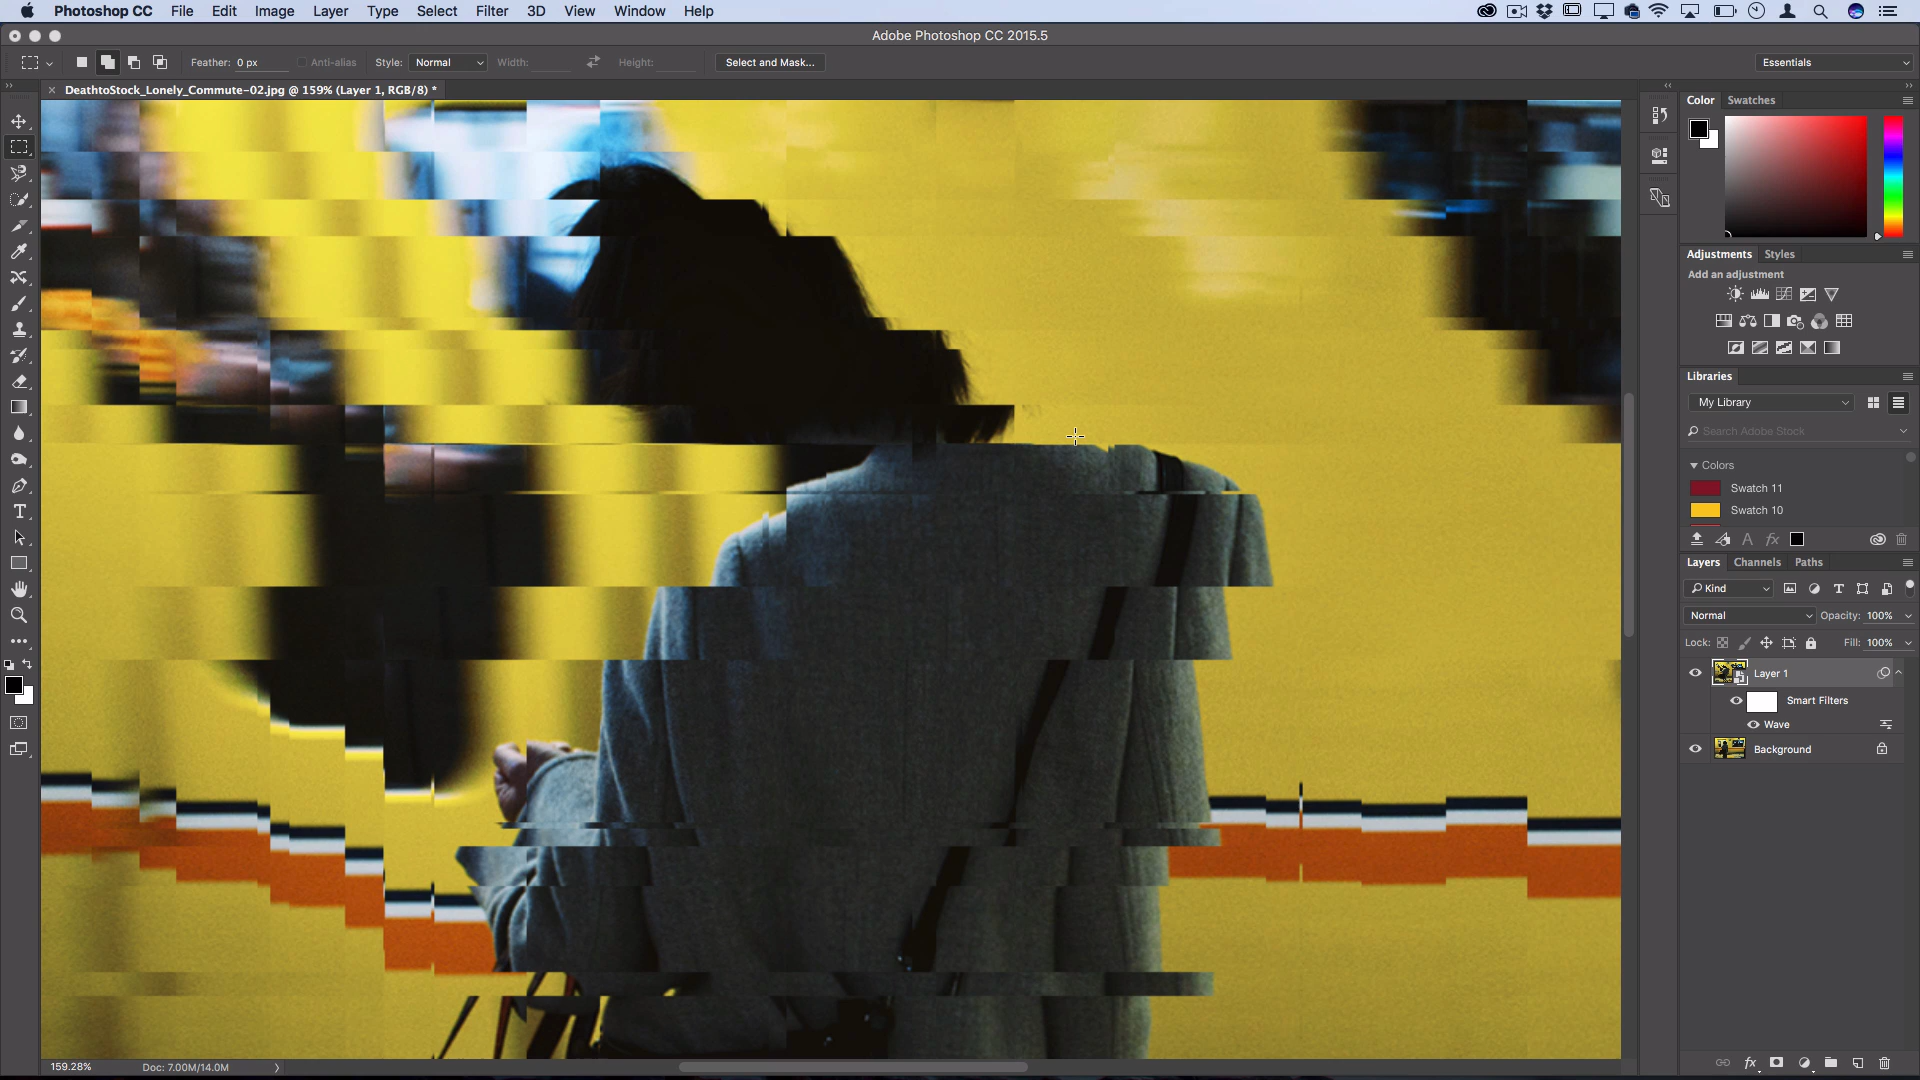 Photoshop CC File Edit Image Layer Type Select Filter 3D View Window Help
Adobe Photoshop CC 2015.5
Feather: 0 px Anti-alias Style: Normal Width: Height: Select and Mask... Essentials
DeathtoStock_Lonely_Commute-02.jpg @ 159% (Layer 1, RGB/8) *
Color Swatches
Adjustments Styles
Add an adjustment
Libraries
My Library
Search Adobe Stock
Colors
Swatch 11
Swatch 10
Layers Channels Paths
Kind
Normal Opacity: 100%
Lock: Fill: 100%
Layer 1
Smart Filters
Wave
Background
159.28% Doc: 7.00M/14.0M